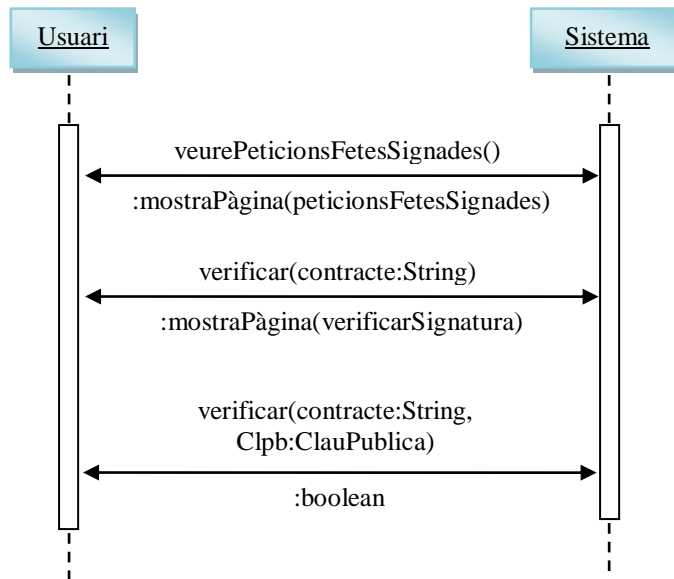 Usuari
Sistema
veurePeticionsFetesSignades()
:mostraPàgina(peticionsFetesSignades)
verificar(contracte:String)
:mostraPàgina(verificarSignatura)
verificar(contracte:String,
Clpb:ClauPublica)
:boolean